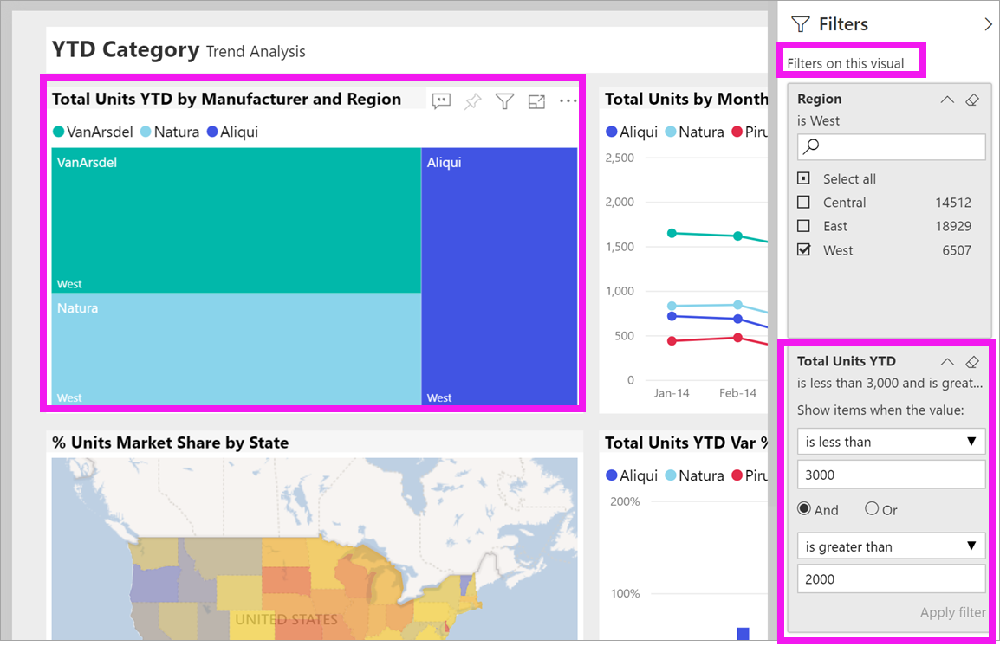 YTD Category Trend Analysis
Total Units YTD by Manufacturer and Region
VanArsdel Natura Aliqui
VanArsdel
Aliqui
West
Natura
West
West
Total Units by Month
Aliqui Natura Piru
2,500
2,000
1,500
1,000
500
0
Jan-14 Feb-14
% Units Market Share by State
UNITED STATES
Total Units YTD Var %
Aliqui Natura Piru
200%
100%
Filters
Filters on this visual
Region
is West
Select all
Central 14512
East 18929
West 6507
Total Units YTD
is less than 3,000 and is great...
Show items when the value:
is less than
3000
And Or
is greater than
2000
Apply filter